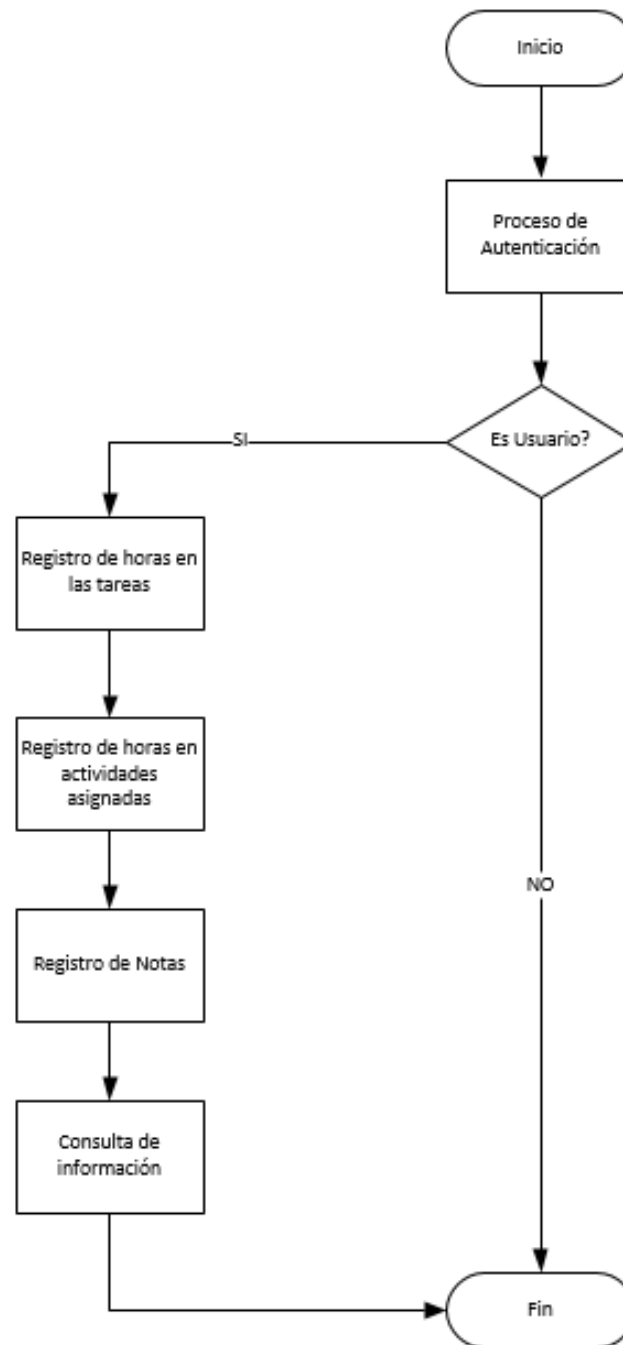 Inicio
Proceso de
Autenticación
Es Usuario?
SI
Registro de horas en
las tareas
Registro de horas en
actividades
asignadas
NO
Registro de Notas
Consulta de
información
Fin